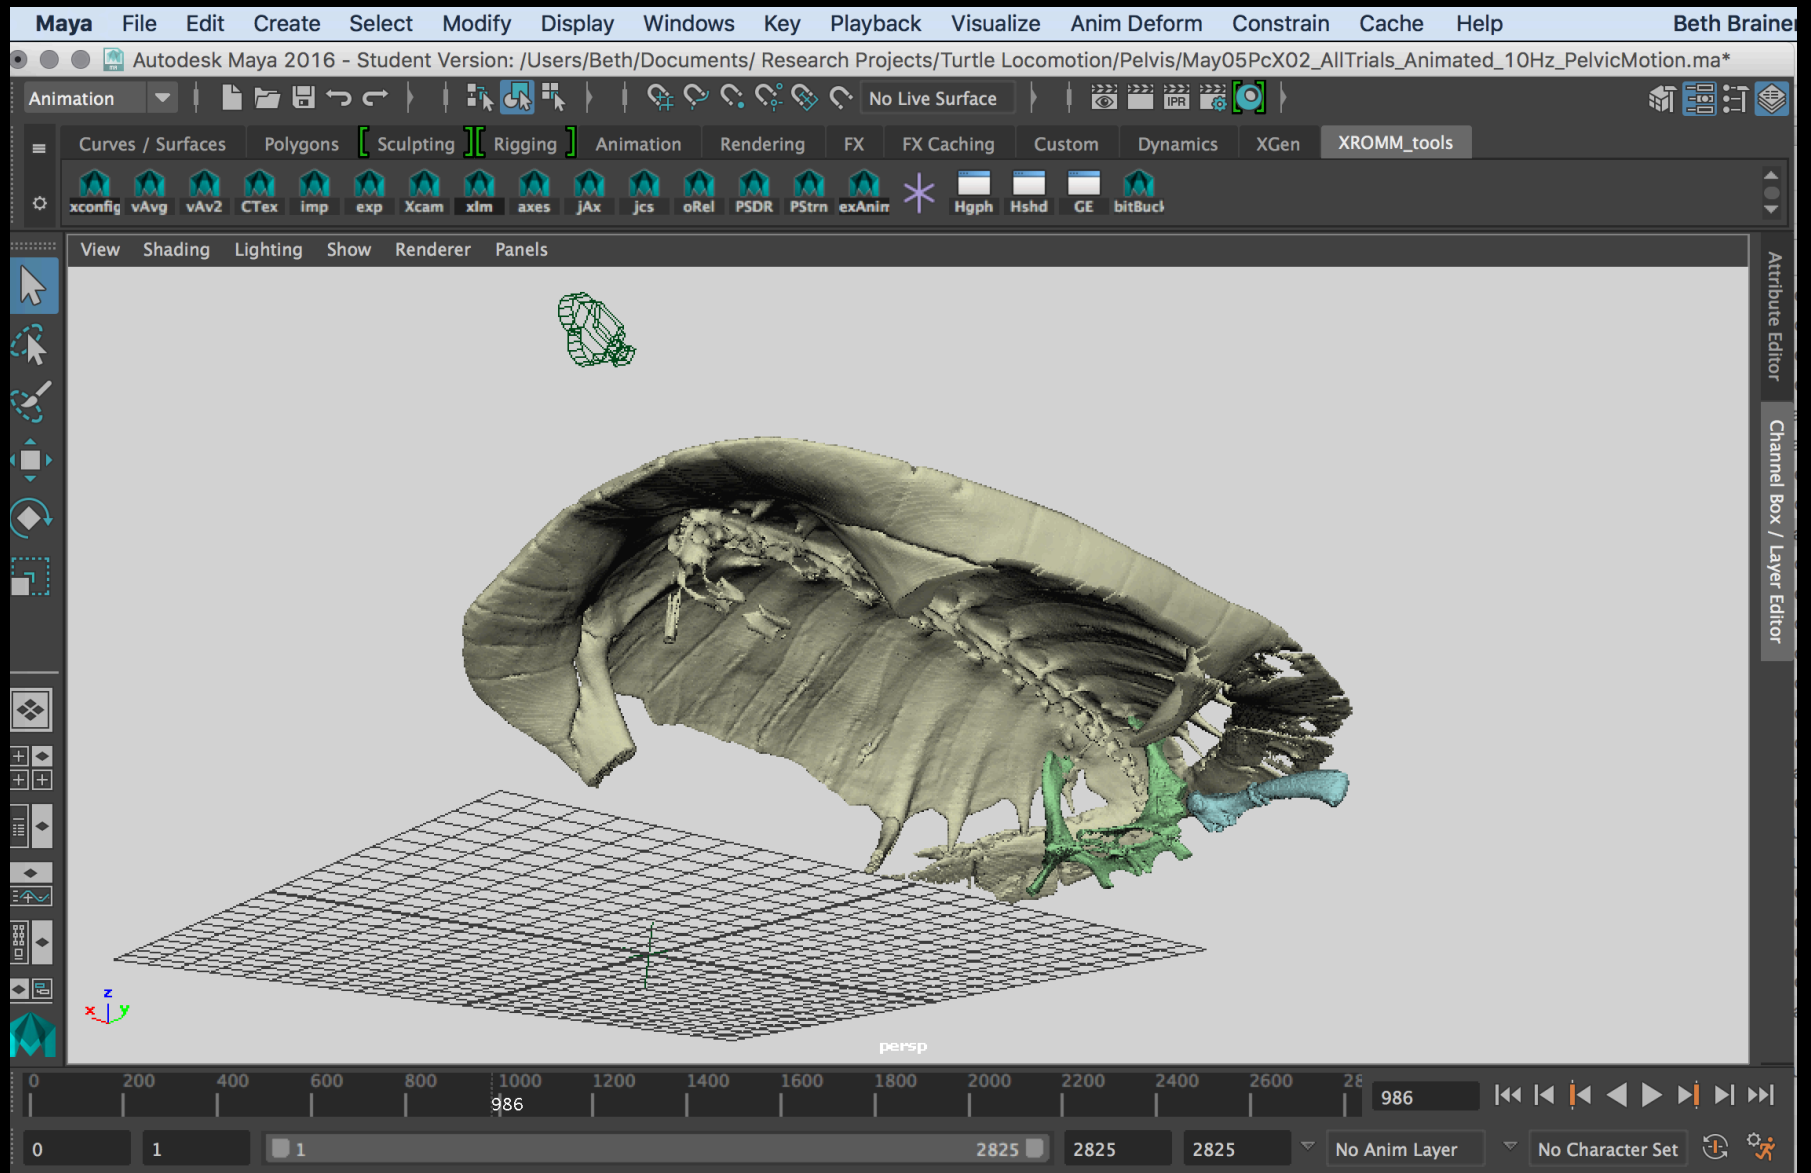 Maya File Edit Create Select Modify Display Windows Key Playback Visualize Anim Deform Constrain Cache Help Beth Brainer
Autodesk Maya 2016 - Student Version: /Users/Beth/Documents/ Research Projects/Turtle Locomotion/Pelvis/May05PcX02_AllTrials_Animated_10Hz_PelvicMotion.ma*
Animation No Live Surface IPR
Curves / Surfaces Polygons Sculpting Rigging Animation Rendering FX FX Caching Custom Dynamics XGen XROMM_tools
xconfig vAvg vAv2 CTex imp exp Xcam xIm axes jAx jcs oRel PSDR PStrn exAnim Hgph Hshd GE bitBuck
View Shading Lighting Show Renderer Panels
Attribute Editor
Channel Box / Layer Editor
z
x y
persp
0 200 400 600 800 1000 1200 1400 1600 1800 2000 2200 2400 2600 28
986 986
0 1 1 2825 2825 2825 No Anim Layer No Character Set